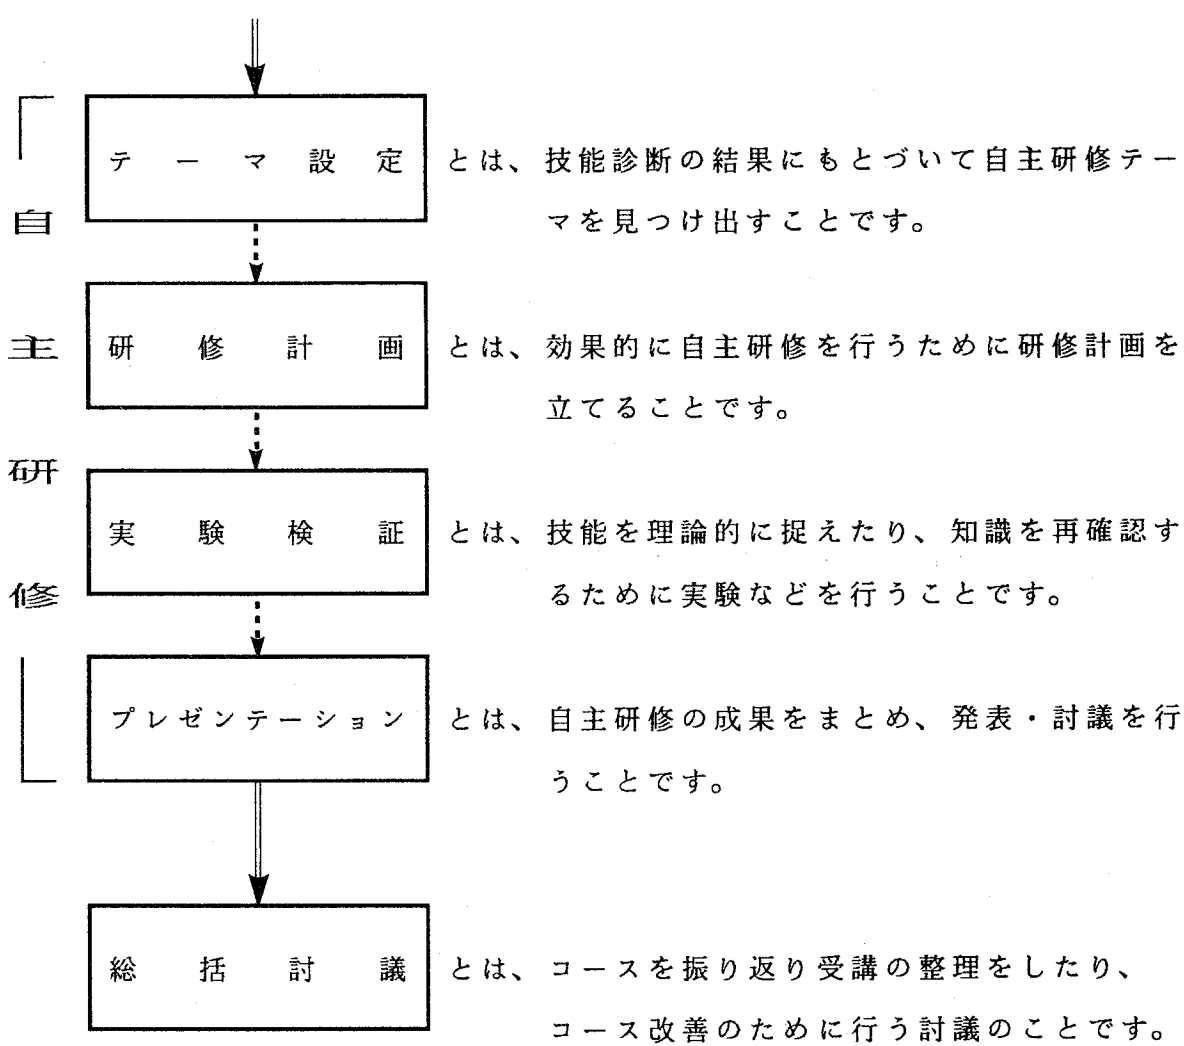 自主研修
テーマ設定 とは、技能診断の結果にもとづいて自主研修テー
マを見つけ出すことです。
研修計画 とは、効果的に自主研修を行うために研修計画を
立てることです。
実験検証 とは、技能を理論的に捉えたり、知識を再確認す
るために実験などを行うことです。
プレゼンテーション とは、自主研修の成果をまとめ、発表・討議を行
うことです。
総括討議 とは、コースを振り返り受講の整理をしたり、
コース改善のために行う討議のことです。